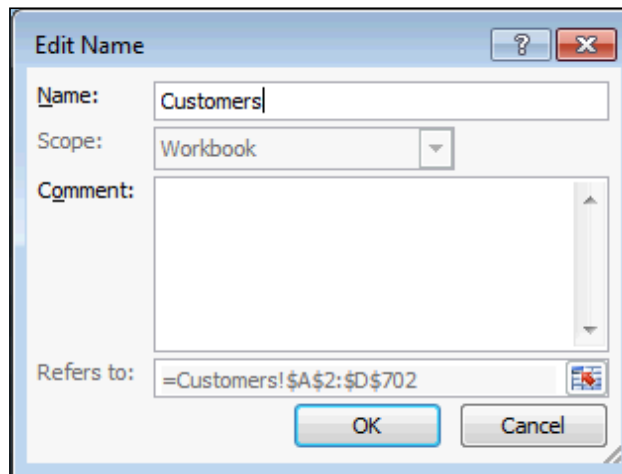 Edit Name
?
Name: Customers
Scope: Workbook
Comment:
Refers to: =Customers!$A$2:$D$702
OK Cancel